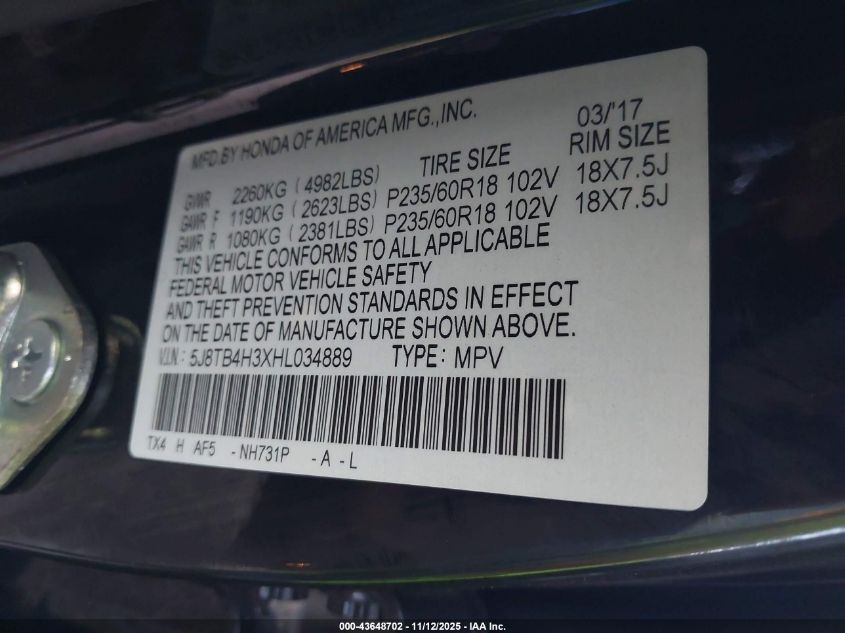 MFD.BY HONDA OF AMERICA MFG.,INC. 03/'17
GVWR 2260KG ( 4982LBS) TIRE SIZE RIM SIZE
GAWR F 1190KG ( 2623LBS) P235/60R18 102V 18X7.5J
GAWR R 1080KG ( 2381LBS) P235/60R18 102V 18X7.5J
THIS VEHICLE CONFORMS TO ALL APPLICABLE
FEDERAL MOTOR VEHICLE SAFETY
AND THEFT PREVENTION STANDARDS IN EFFECT
ON THE DATE OF MANUFACTURE SHOWN ABOVE.
V.I.N.: 5J8TB4H3XHL034889 TYPE: MPV
TX4 H AF5 - NH731P - A - L
000-43648702 - 11/12/2025 - IAA Inc.